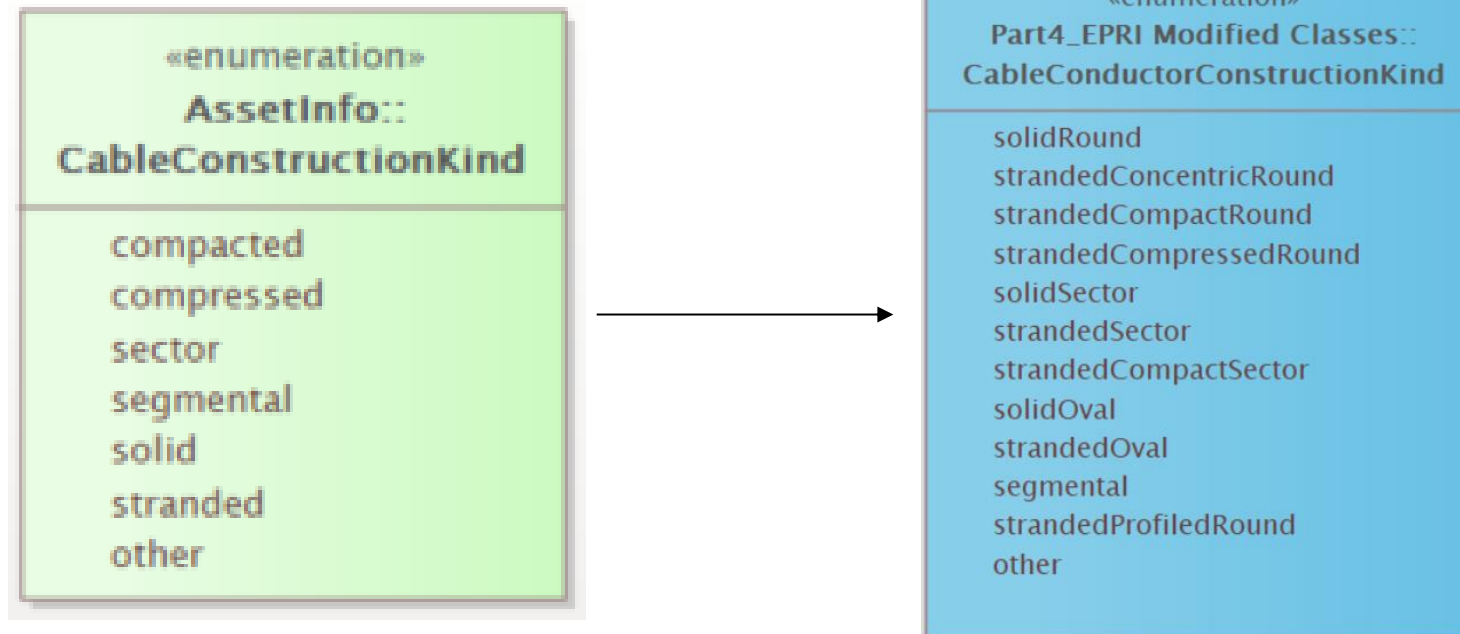 «enumeration»
AssetInfo::
CableConstructionKind
compacted
compressed
sector
segmental
solid
stranded
other
«enumeration»
Part4_EPRI Modified Classes::
CableConductorConstructionKind
solidRound
strandedConcentricRound
strandedCompactRound
strandedCompressedRound
solidSector
strandedSector
strandedCompactSector
solidOval
strandedOval
segmental
strandedProfiledRound
other